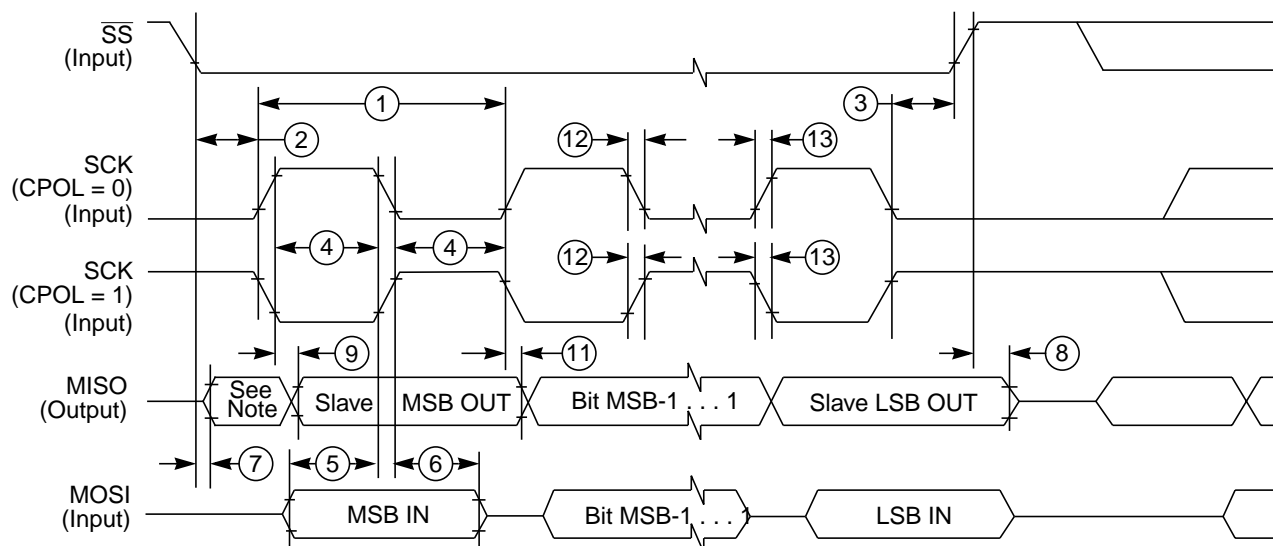 SS
(Input)
1
3
2
12
13
SCK
(CPOL = 0)
(Input)
4
4
12
13
SCK
(CPOL = 1)
(Input)
9
11
8
MISO
(Output)
See
Note
Slave
MSB OUT
Bit MSB-1 . . . 1
Slave LSB OUT
7
5
6
MOSI
(Input)
MSB IN
Bit MSB-1 . . . 1
LSB IN